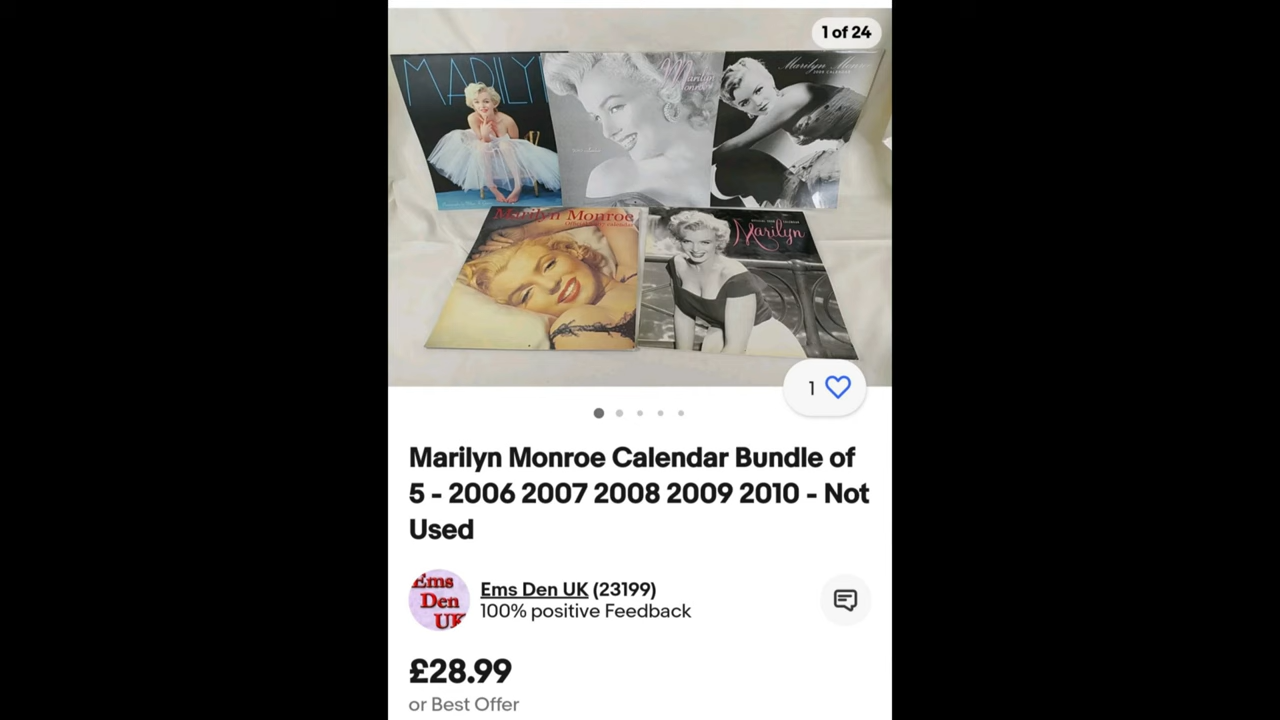 1 of 24
MARILY
Marilyn
Monroe
Marilyn Monroe
Marilyn Monroe
Marilyn
1
Marilyn Monroe Calendar Bundle of
5 - 2006 2007 2008 2009 2010 - Not
Used
Ems
Den
UK
Ems Den UK (23199)
100% positive Feedback
£28.99
or Best Offer